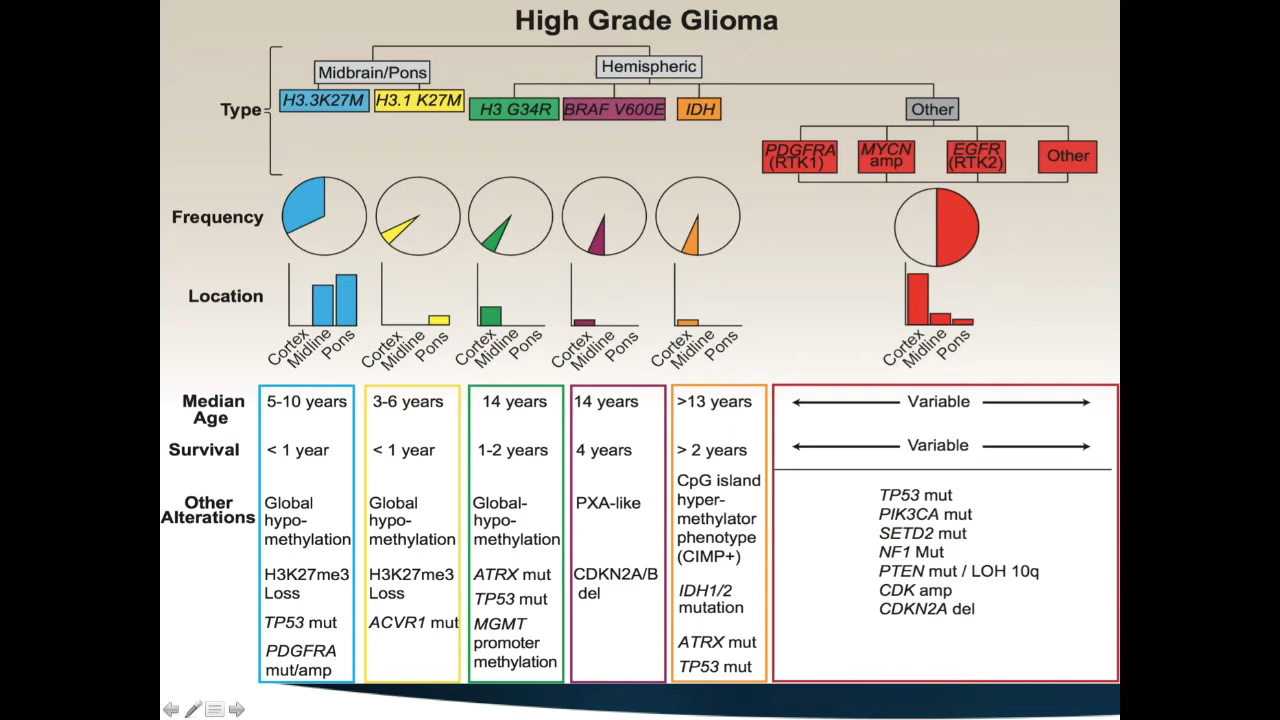 High Grade Glioma
Type
Midbrain/Pons
Hemispheric
H3.3K27M
H3.1 K27M
H3 G34R
BRAF V600E
IDH
Other
PDGFRA
(RTK1)
MYCN
amp
EGFR
(RTK2)
Other
Frequency
Location
Cortex
Midline
Pons
Cortex
Midline
Pons
Cortex
Midline
Pons
Cortex
Midline
Pons
Cortex
Midline
Pons
Cortex
Midline
Pons
Median
Age
5-10 years
3-6 years
14 years
14 years
>13 years
Variable
Survival
< 1 year
< 1 year
1-2 years
4 years
> 2 years
Variable
Other
Alterations
Global
hypo-
methylation
H3K27me3
Loss
TP53 mut
PDGFRA
mut/amp
Global
hypo-
methylation
H3K27me3
Loss
ACVR1 mut
Global-
hypo-
methylation
ATRX mut
TP53 mut
MGMT
promoter
methylation
PXA-like
CDKN2A/B
del
CpG island
hyper-
methylator
phenotype
(CIMP+)
IDH1/2
mutation
ATRX mut
TP53 mut
TP53 mut
PIK3CA mut
SETD2 mut
NF1 Mut
PTEN mut / LOH 10q
CDK amp
CDKN2A del